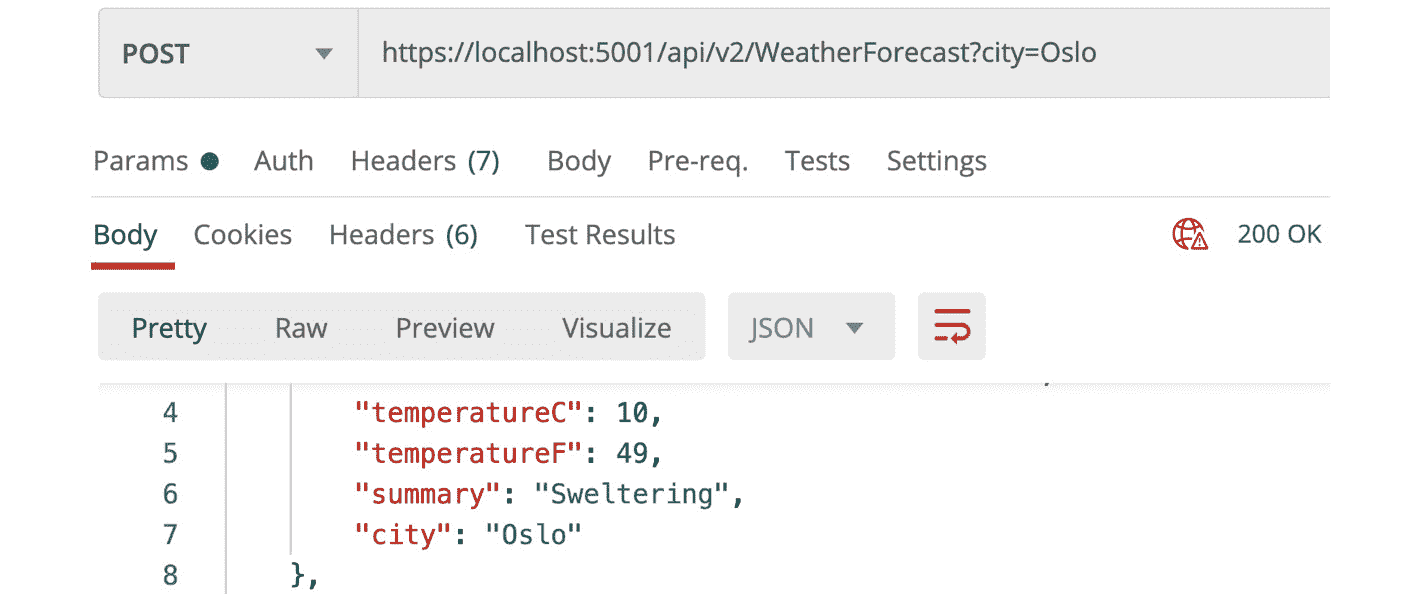 POST https://localhost:5001/api/v2/WeatherForecast?city=Oslo
Params Auth Headers (7) Body Pre-req. Tests Settings
Body Cookies Headers (6) Test Results 200 OK
Pretty Raw Preview Visualize JSON
4 "temperatureC": 10,
5 "temperatureF": 49,
6 "summary": "Sweltering",
7 "city": "Oslo"
8 },